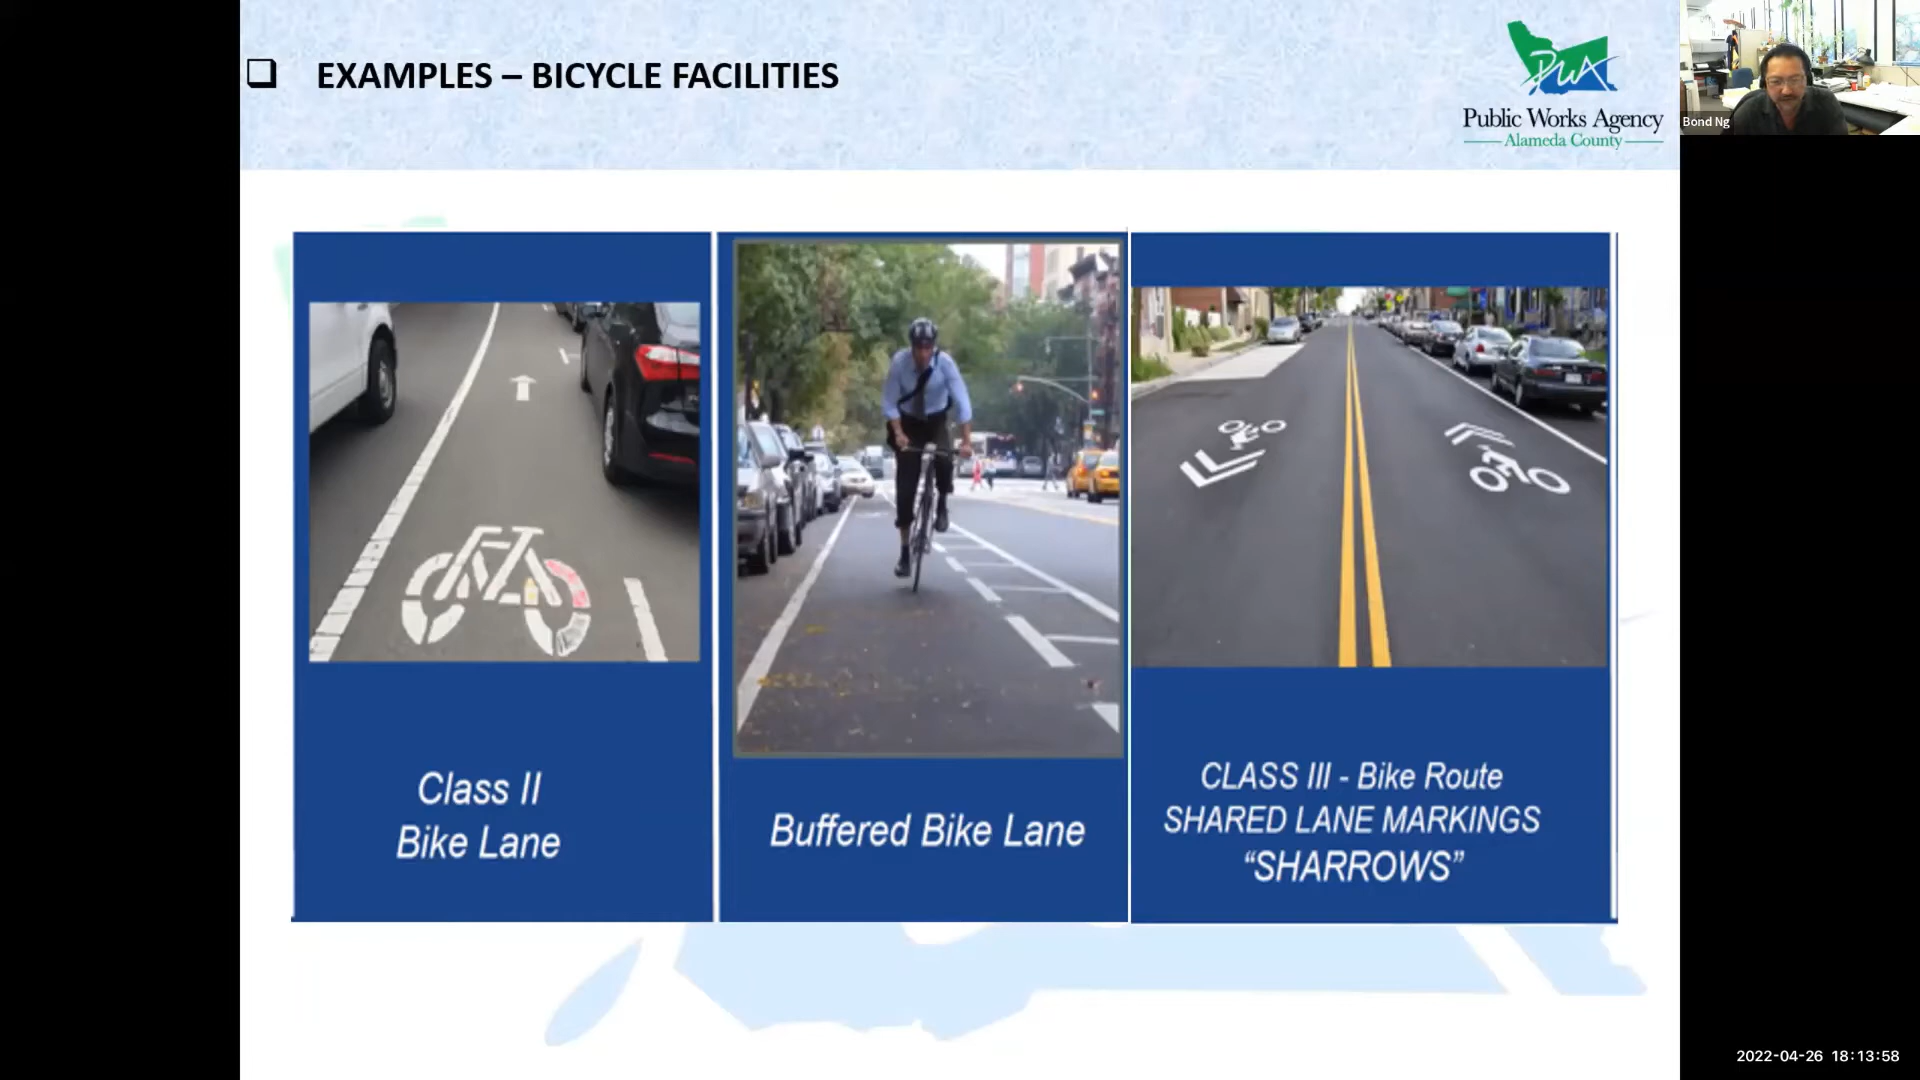 EXAMPLES – BICYCLE FACILITIES
PWA
Public Works Agency
Alameda County
Bond Ng
Class II
Bike Lane
Buffered Bike Lane
CLASS III - Bike Route
SHARED LANE MARKINGS
“SHARROWS”
2022-04-26 18:13:58